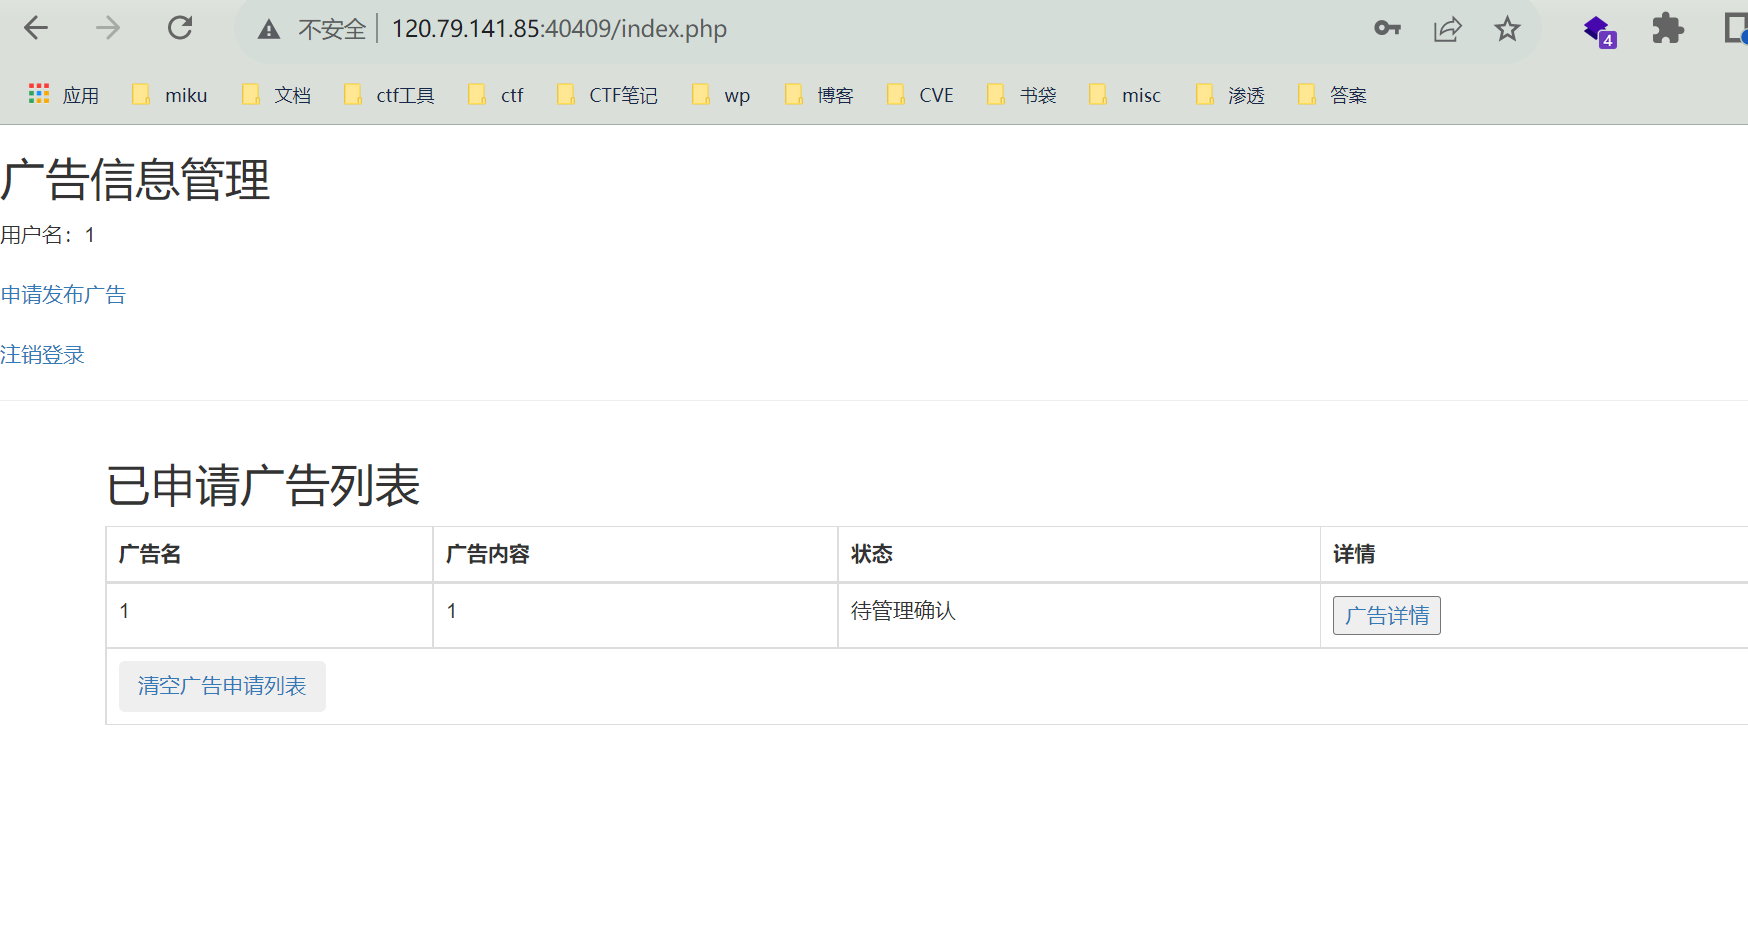 不安全 120.79.141.85:40409/index.php
4
应用 miku 文档 ctf工具 ctf CTF笔记 wp 博客 CVE 书袋 misc 渗透 答案
广告信息管理
用户名：1
申请发布广告
注销登录
已申请广告列表
广告名 广告内容 状态 详情
1 1 待管理确认 广告详情
清空广告申请列表